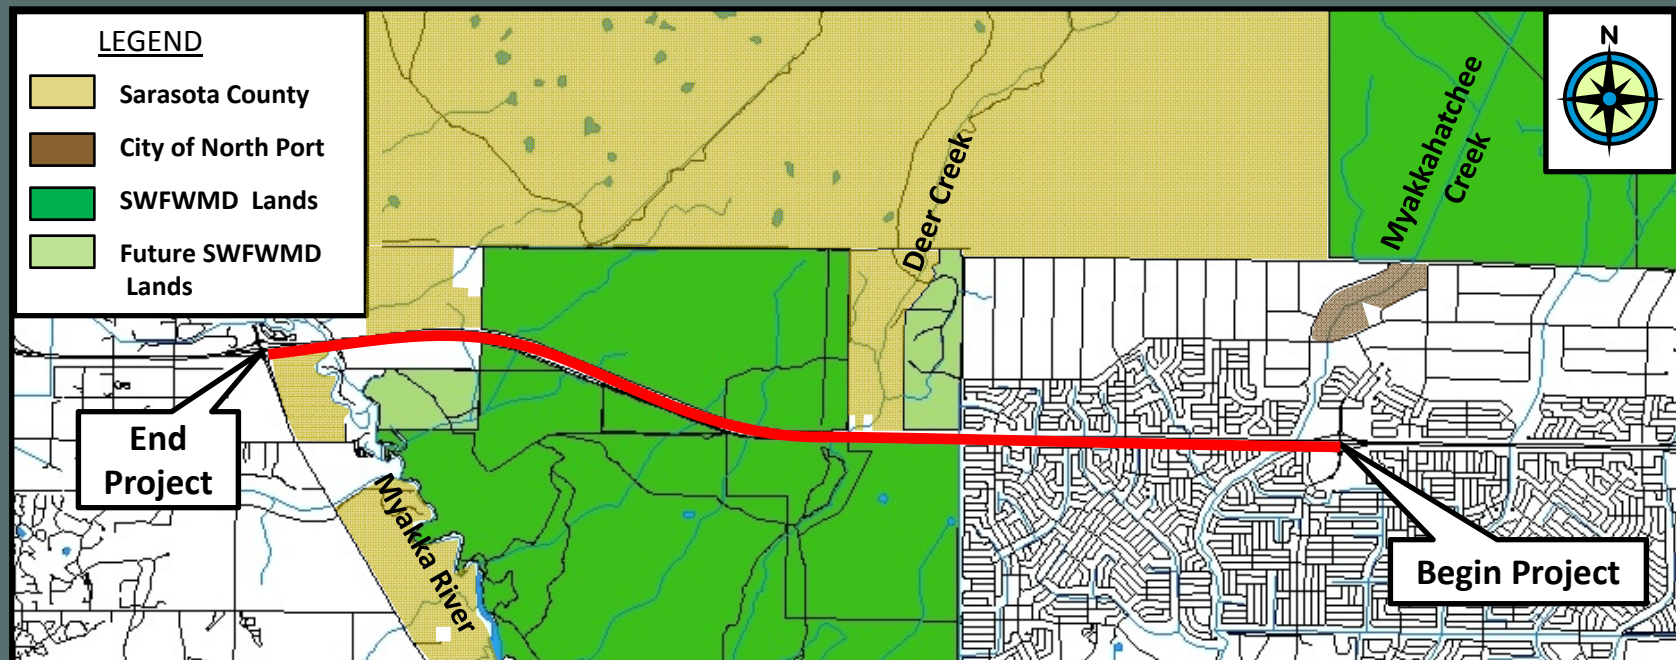 LEGEND
Sarasota County
City of North Port
SWFWMD Lands
Future SWFWMD
Lands
N
Deer Creek
Myakkahatchee
Creek
End
Project
Myakka River
Begin Project